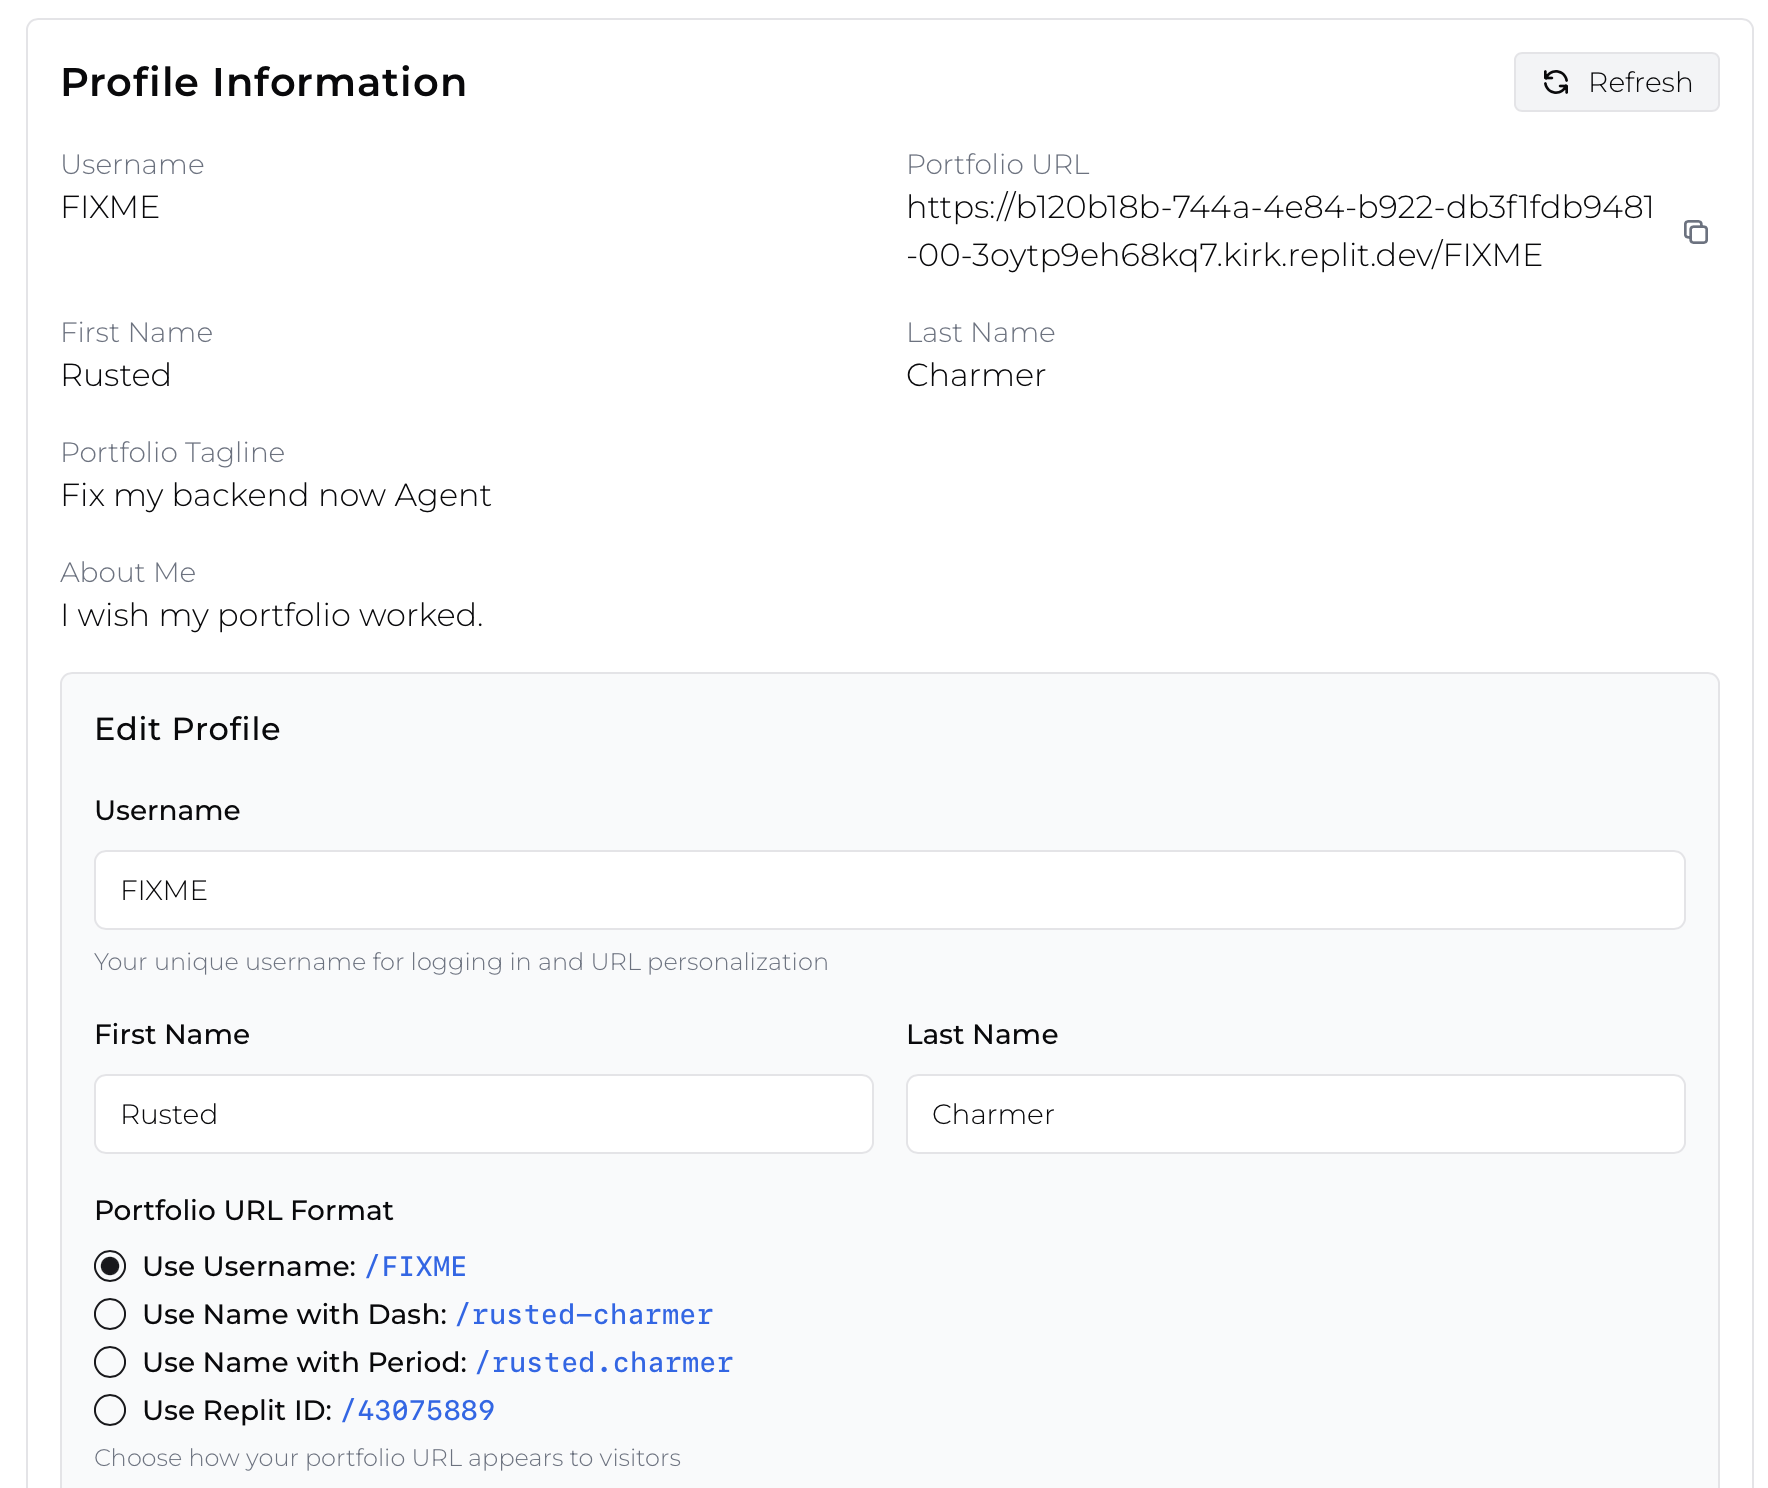 Profile Information
Refresh
Username
FIXME
Portfolio URL
https://b120b18b-744a-4e84-b922-db3f1fdb9481
-00-3oytp9eh68kq7.kirk.replit.dev/FIXME
First Name
Rusted
Last Name
Charmer
Portfolio Tagline
Fix my backend now Agent
About Me
I wish my portfolio worked.
Edit Profile
Username
FIXME
Your unique username for logging in and URL personalization
First Name
Last Name
Rusted
Charmer
Portfolio URL Format
Use Username: /FIXME
Use Name with Dash: /rusted-charmer
Use Name with Period: /rusted.charmer
Use Replit ID: /43075889
Choose how your portfolio URL appears to visitors